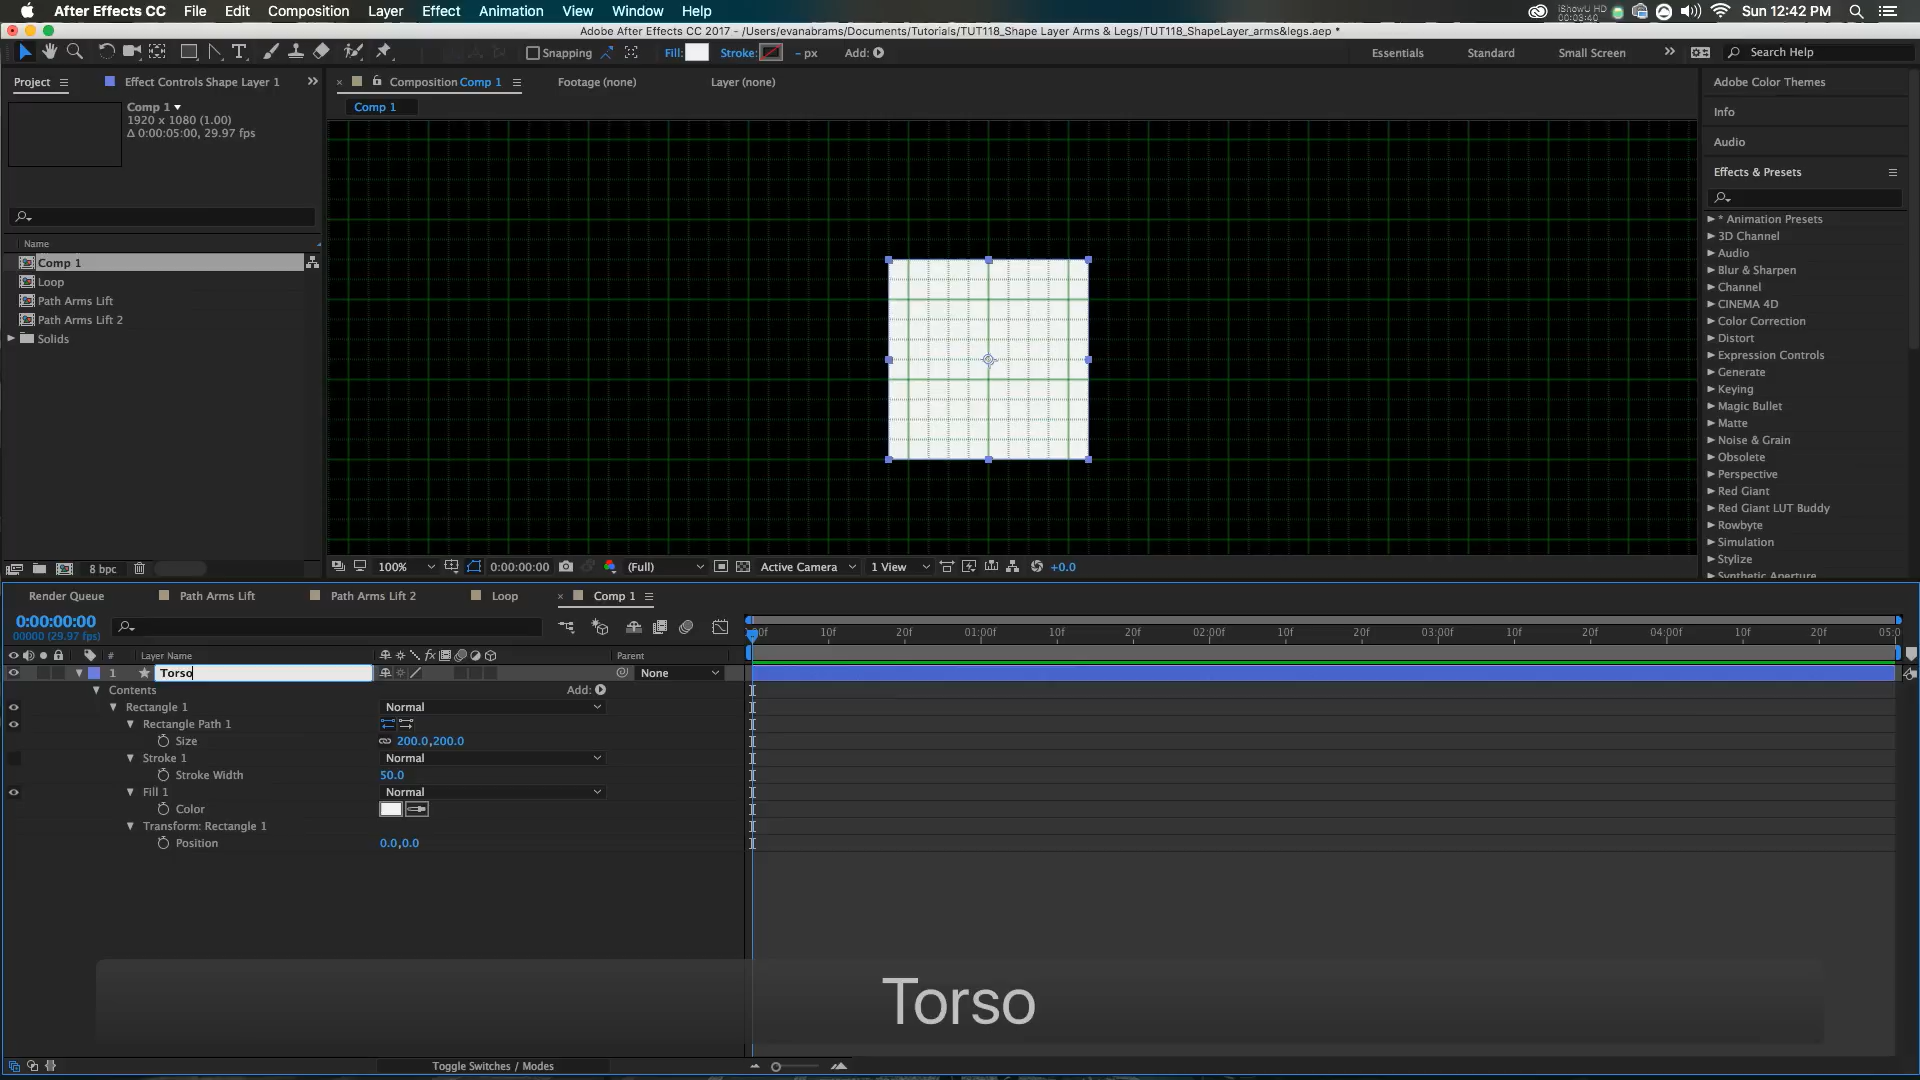 After Effects CC File Edit Composition Layer Effect Animation View Window Help
iShowU HD
00:03:40
Sun 12:42 PM
Adobe After Effects CC 2017 - /Users/evanabrams/Documents/Tutorials/TUT118_Shape Layer Arms & Legs/TUT118_ShapeLayer_arms&legs.aep *
Snapping Fill: Stroke: - px Add: Essentials Standard Small Screen >> Search Help
Project Effect Controls Shape Layer 1 >> Composition Comp 1 Footage (none) Layer (none)
Comp 1
1920 x 1080 (1.00)
Δ 0:00:05:00, 29.97 fps
Comp 1
Name
Comp 1
Loop
Path Arms Lift
Path Arms Lift 2
Solids
8 bpc
100% 0:00:00:00 (Full) Active Camera 1 View +0.0
Adobe Color Themes
Info
Audio
Effects & Presets
* Animation Presets
3D Channel
Audio
Blur & Sharpen
Channel
CINEMA 4D
Color Correction
Distort
Expression Controls
Generate
Keying
Magic Bullet
Matte
Noise & Grain
Obsolete
Perspective
Red Giant
Red Giant LUT Buddy
Rowbyte
Simulation
Stylize
Synthetic Aperture
Render Queue Path Arms Lift Path Arms Lift 2 Loop Comp 1
0:00:00:00
00000 (29.97 fps)
:00f 10f 20f 01:00f 10f 20f 02:00f 10f 20f 03:00f 10f 20f 04:00f 10f 20f 05:0
# Layer Name fx Parent
1 Torso None
Contents Add:
Rectangle 1 Normal
Rectangle Path 1
Size 200.0,200.0
Stroke 1 Normal
Stroke Width 50.0
Fill 1 Normal
Color
Transform: Rectangle 1
Position 0.0,0.0
Torso
Toggle Switches / Modes